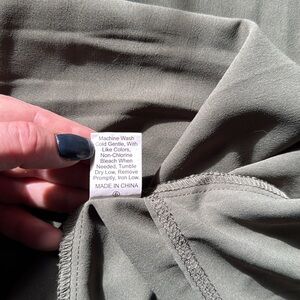 Machine Wash
Cold Gentle, With
Like Colors,
Non-Chlorine
Bleach When
Needed, Tumble
Dry Low, Remove
Promptly, Iron Low.
MADE IN CHINA